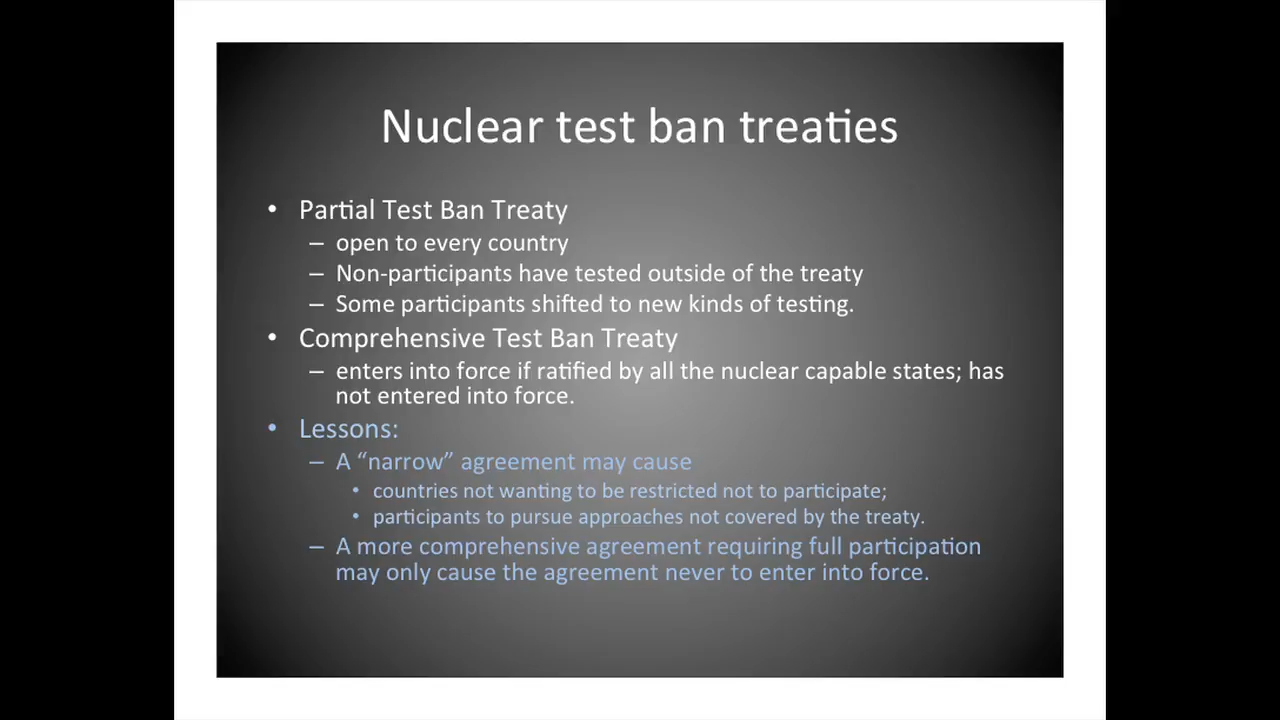 Nuclear test ban treaties
• Partial Test Ban Treaty
– open to every country
– Non-participants have tested outside of the treaty
– Some participants shifted to new kinds of testing.
• Comprehensive Test Ban Treaty
– enters into force if ratified by all the nuclear capable states; has
not entered into force.
• Lessons:
– A “narrow” agreement may cause
• countries not wanting to be restricted not to participate;
• participants to pursue approaches not covered by the treaty.
– A more comprehensive agreement requiring full participation
may only cause the agreement never to enter into force.